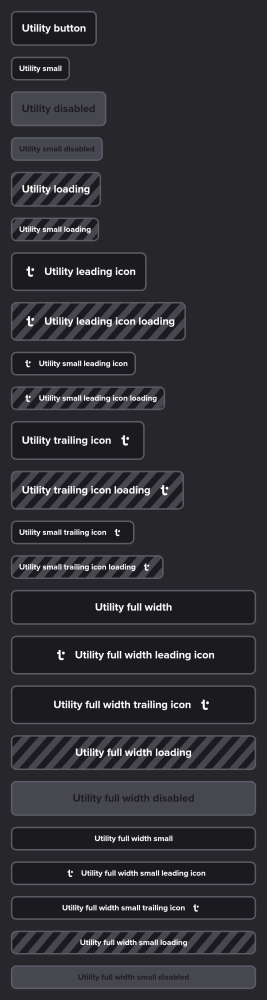 Utility button
Utility small
Utility disabled
Utility small disabled
Utility loading
Utility small loading
Utility leading icon
Utility leading icon loading
Utility small leading icon
Utility small leading icon loading
Utility trailing icon
Utility trailing icon loading
Utility small trailing icon
Utility small trailing icon loading
Utility full width
Utility full width leading icon
Utility full width trailing icon
Utility full width loading
Utility full width disabled
Utility full width small
Utility full width small leading icon
Utility full width small trailing icon
Utility full width small loading
Utility full width small disabled